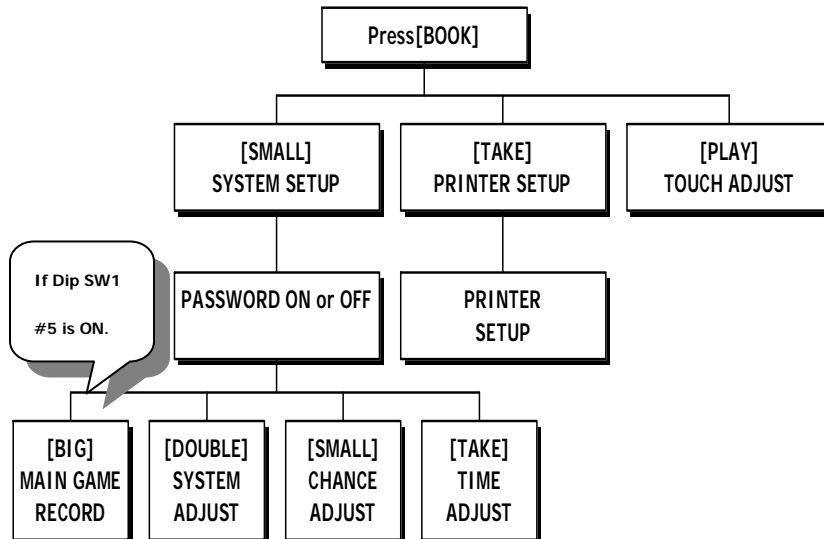 Press[BOOK]
[SMALL]
SYSTEM SETUP
[TAKE]
PRINTER SETUP
[PLAY]
TOUCH ADJUST
If Dip SW1
#5 is ON.
PASSWORD ON or OFF
PRINTER
SETUP
[BIG]
MAIN GAME
RECORD
[DOUBLE]
SYSTEM
ADJUST
[SMALL]
CHANCE
ADJUST
[TAKE]
TIME
ADJUST